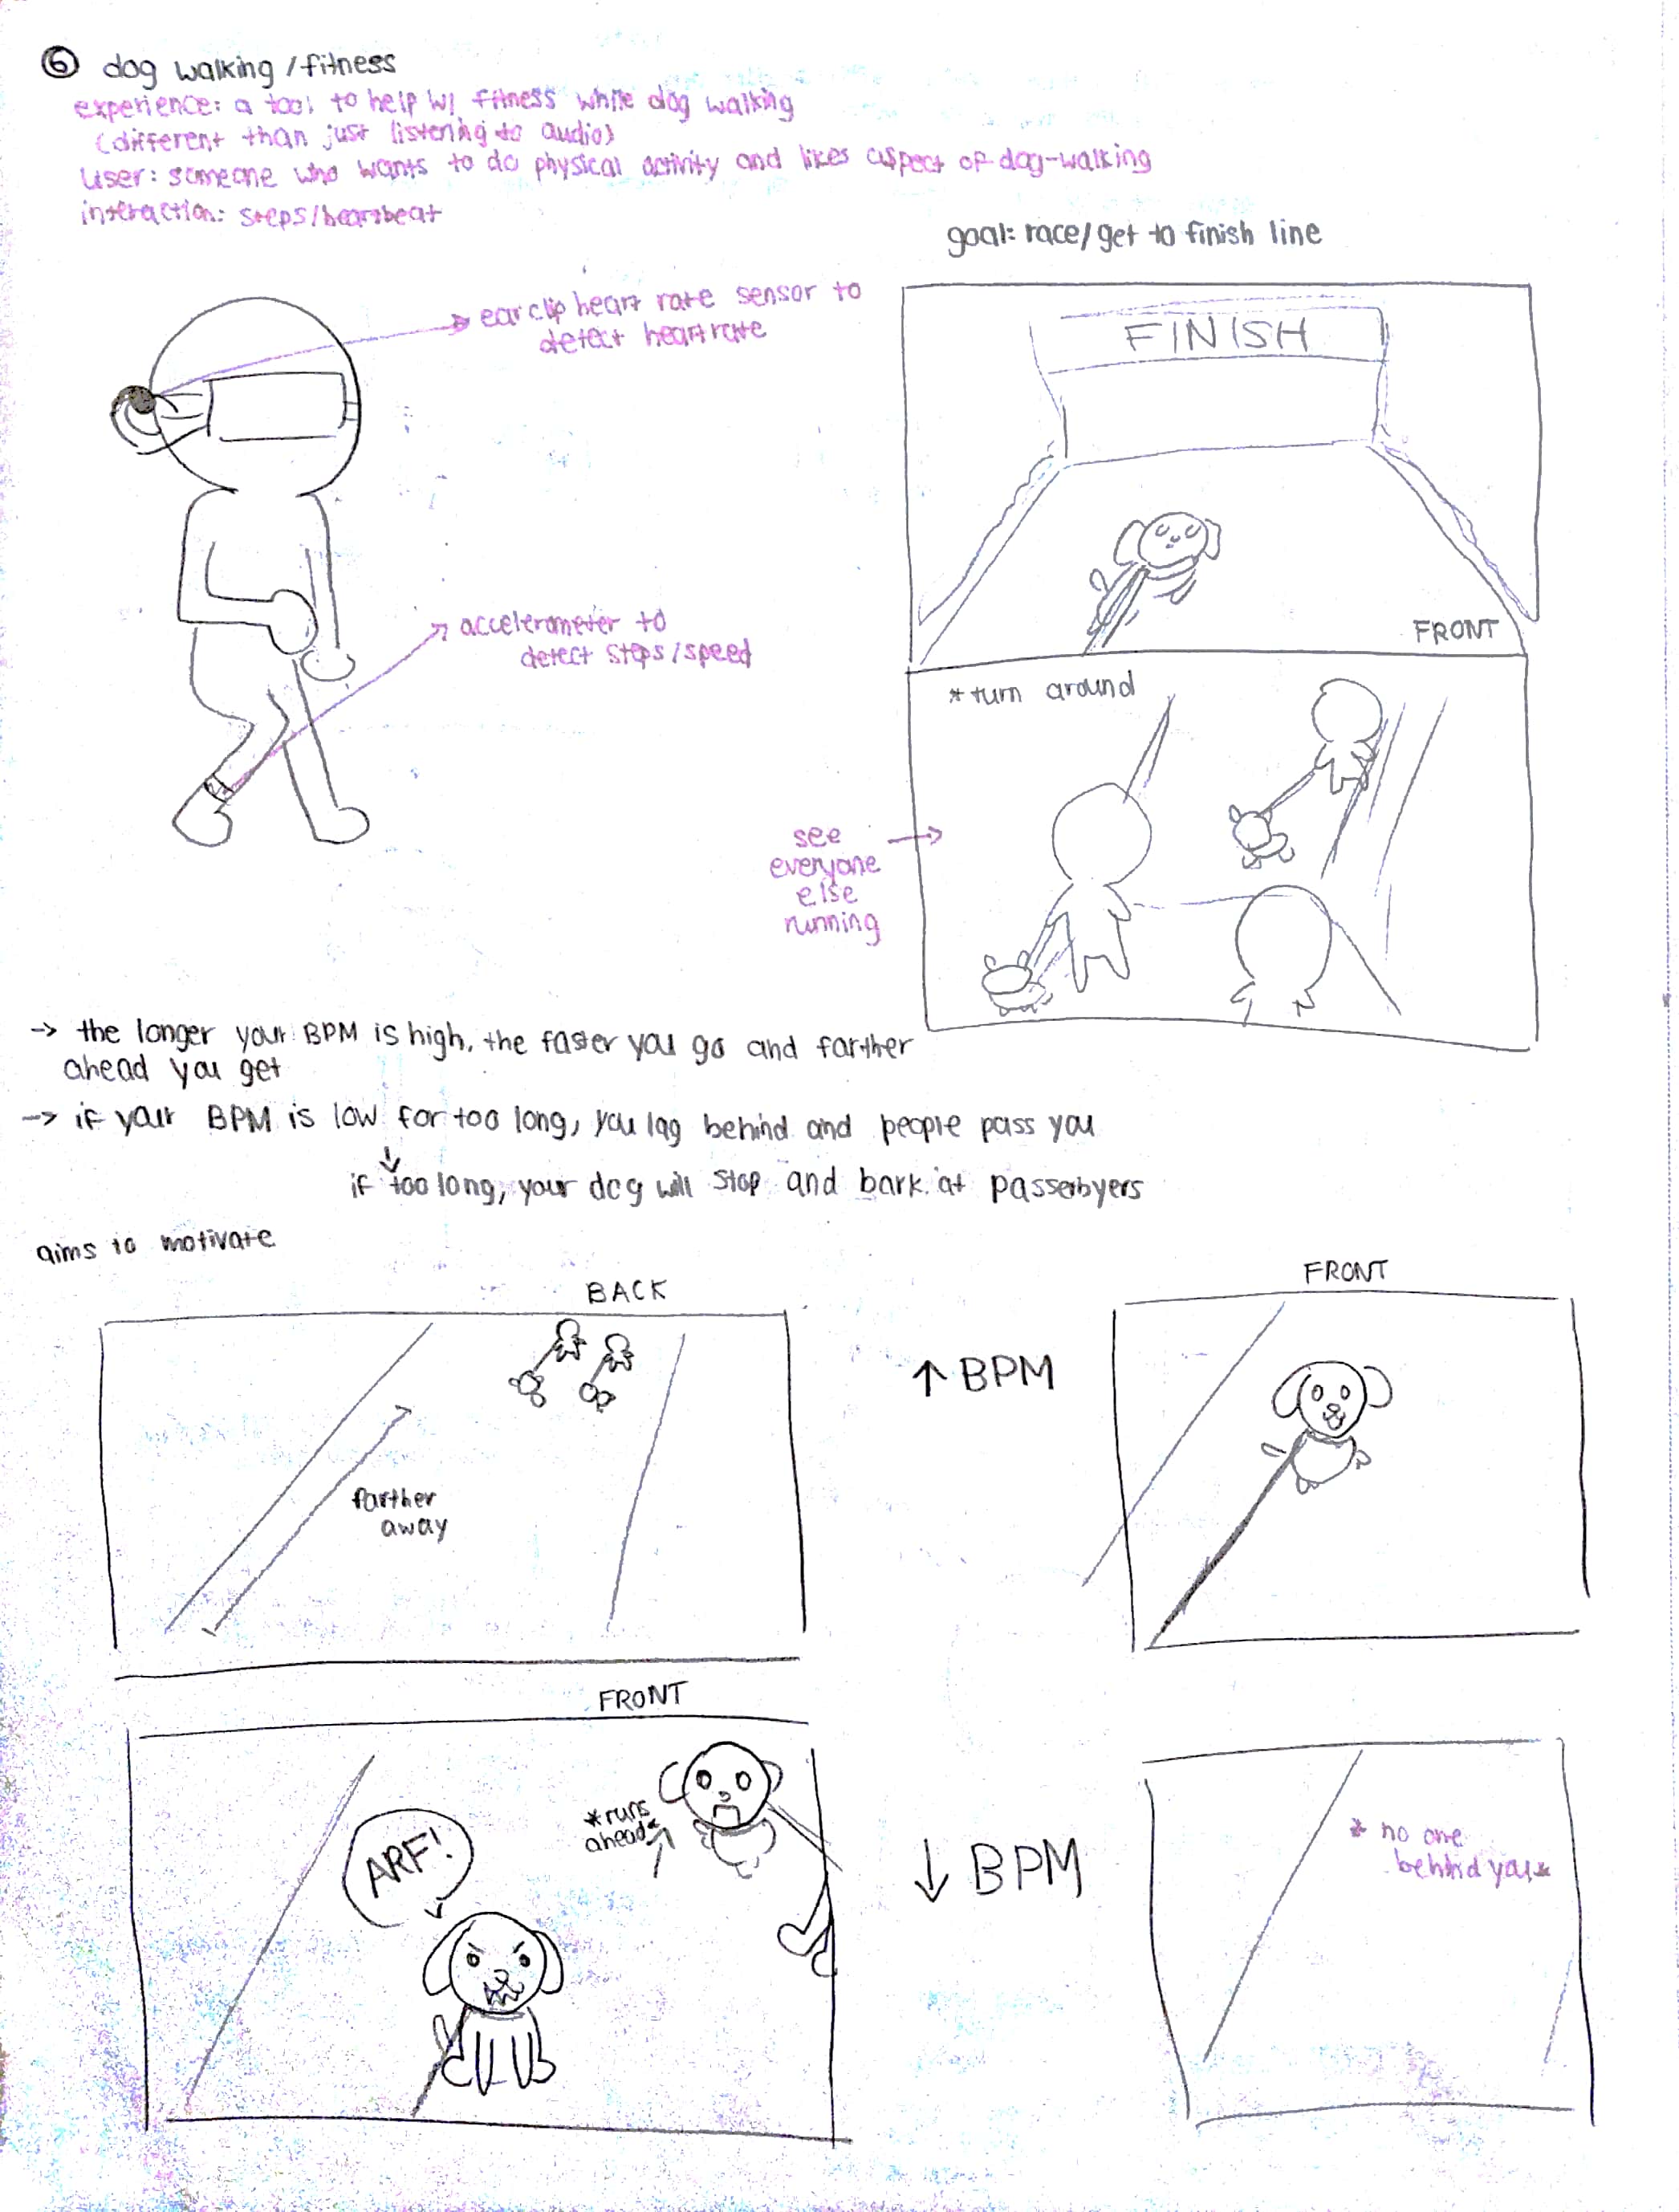 ⑥ dog walking/fitness
experience: a tool to help w/ fitness while dog walking
(different than just listening to audio)
user: someone who wants to do physical activity and likes aspect of dog-walking
interaction: steps/heartbeat
goal: race/get to finish line
ear clip heart rate sensor to
detect heart rate
FINISH
FRONT
accelerometer to
detect steps/speed
*turn around
see
everyone
else
running
-> the longer your BPM is high, the faster you go and farther
ahead you get
-> if your BPM is low for too long, you lag behind and people pass you
if too long, your dog will stop and bark at passerbyers
aims to motivate
BACK
farther
away
↑ BPM
FRONT
FRONT
ARF!
*runs
ahead*
↓ BPM
* no one
behind you*